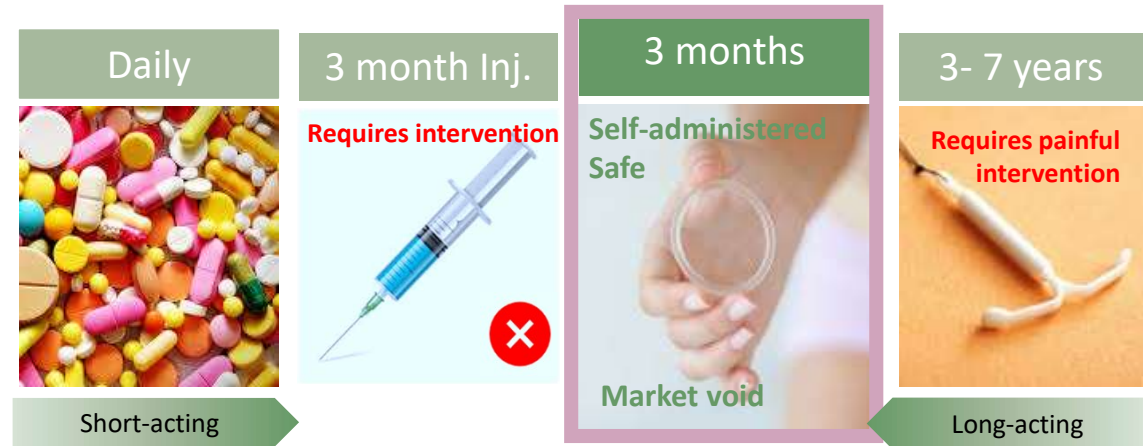 Daily
3 month Inj.
3 months
3- 7 years
Requires intervention
Self-administered
Safe
Requires painful
intervention
Market void
Short-acting
Long-acting